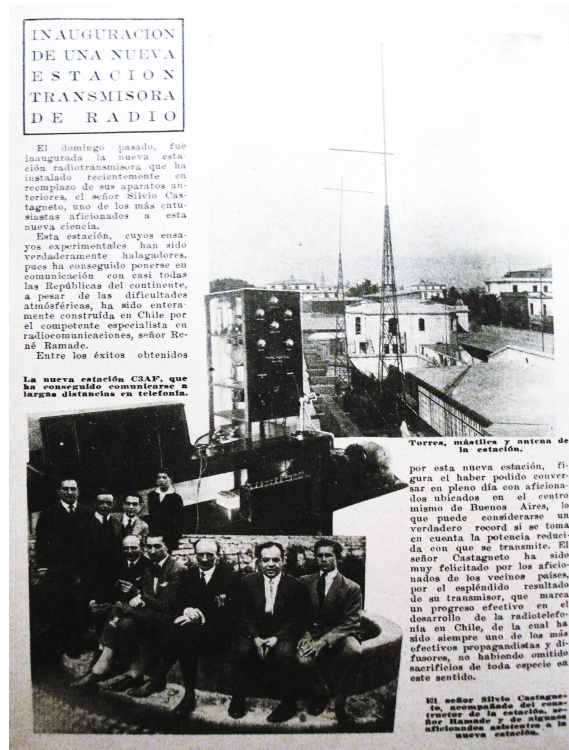 INAUGURACION
DE UNA NUEVA
ESTACION
TRANSMISORA
DE RADIO
El domingo pasado, fué
inaugurada la nueva esta-
ción radiotransmisora que ha
instalado recientemente en
reemplazo de sus aparatos an-
teriores, el señor Silvio Cas-
tagneto, uno de los más entu-
siastas aficionados a esta
nueva ciencia.
Esta estación, cuyos ensa-
yos experimentales han sido
verdaderamente halagadores,
pues ha conseguido ponerse en
comunicación con casi todas
las Repúblicas del continente,
a pesar de las dificultades
atmósféricas, ha sido entera-
mente construída en Chile por
el competente especialista en
radiocomunicaciones, señor Re-
né Ramade.
Entre los éxitos obtenidos
La nueva estación C3AF, que
ha conseguido comunicarse a
largas distancias en telefonía.
Torres, mástiles y antena de
la estación.
por esta nueva estación, fi-
gura el haber podido conver-
sar en pleno día con aficiona-
dos ubicados en el centro
mismo de Buenos Aires, lo
que puede considerarse un
verdadero record si se toma
en cuenta la potencia reduci-
da con que se transmite. El
señor Castagneto ha sido
muy felicitado por los aficio-
nados de los vecinos países,
por el espléndido resultado
de su transmisor, que marca
un progreso efectivo en el
desarrollo de la radiotelefo-
nía en Chile, de la cual ha
sido siempre uno de los más
efectivos propagandistas y di-
fusores, no habiendo omitido
sacrificios de toda especie en
este sentido.
El señor Silvio Castagne-
to, acompañado del cons-
tructor de la estación, se-
ñor Ramade y de algunos
aficionados asistentes a la
nueva estación.